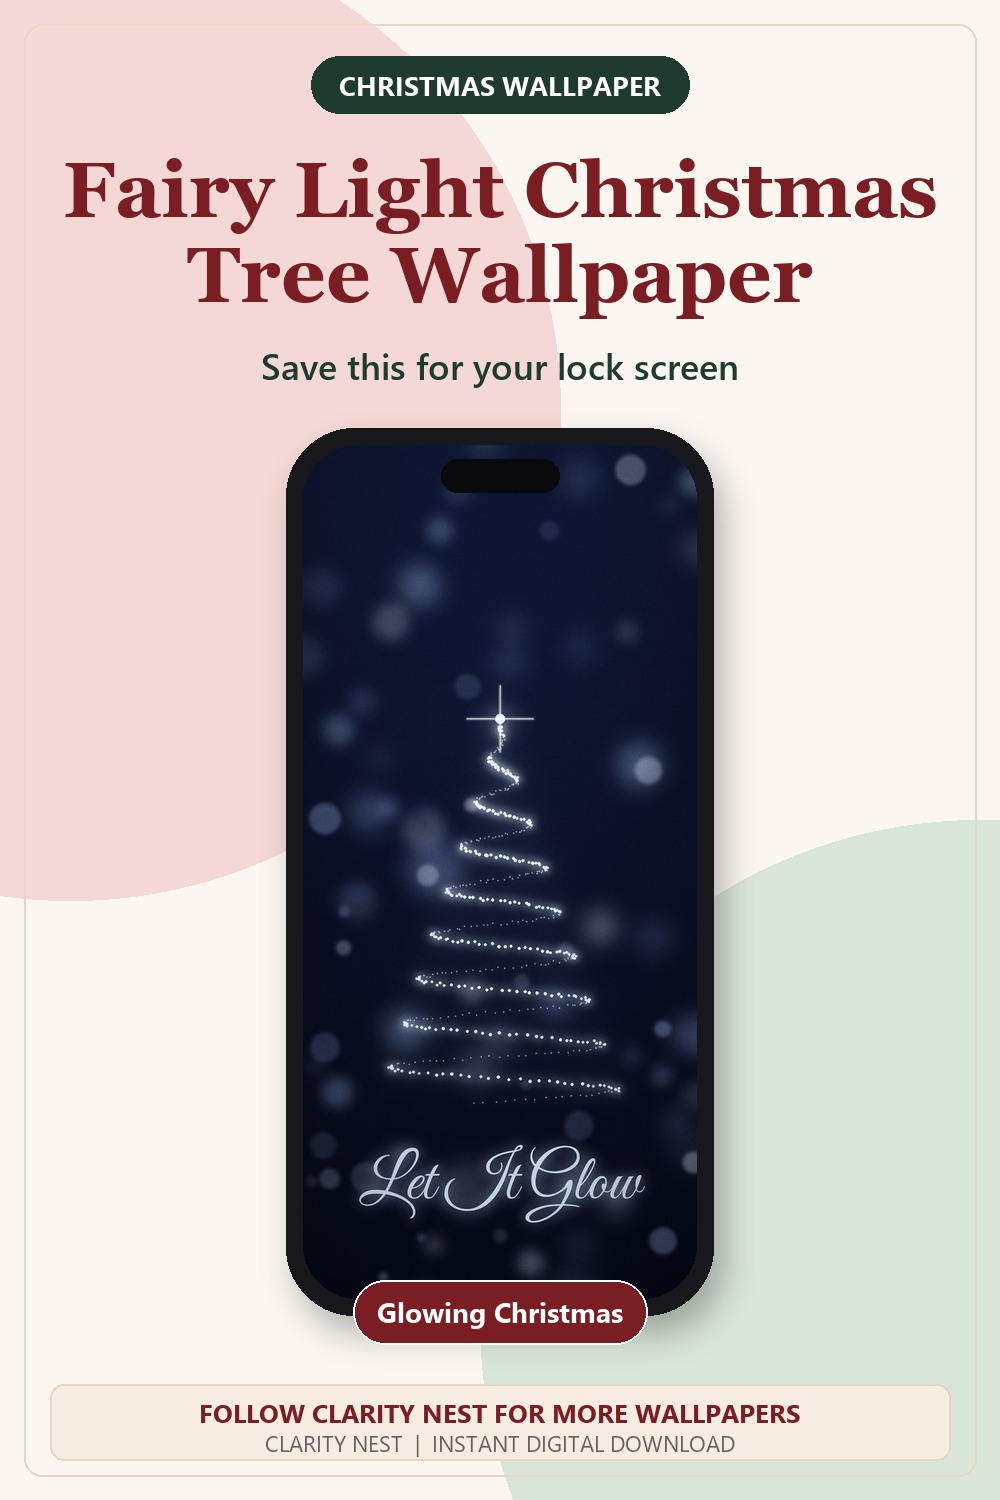 CHRISTMAS WALLPAPER
Fairy Light Christmas
Tree Wallpaper
Save this for your lock screen
Let It Glow
Glowing Christmas
FOLLOW CLARITY NEST FOR MORE WALLPAPERS
CLARITY NEST | INSTANT DIGITAL DOWNLOAD